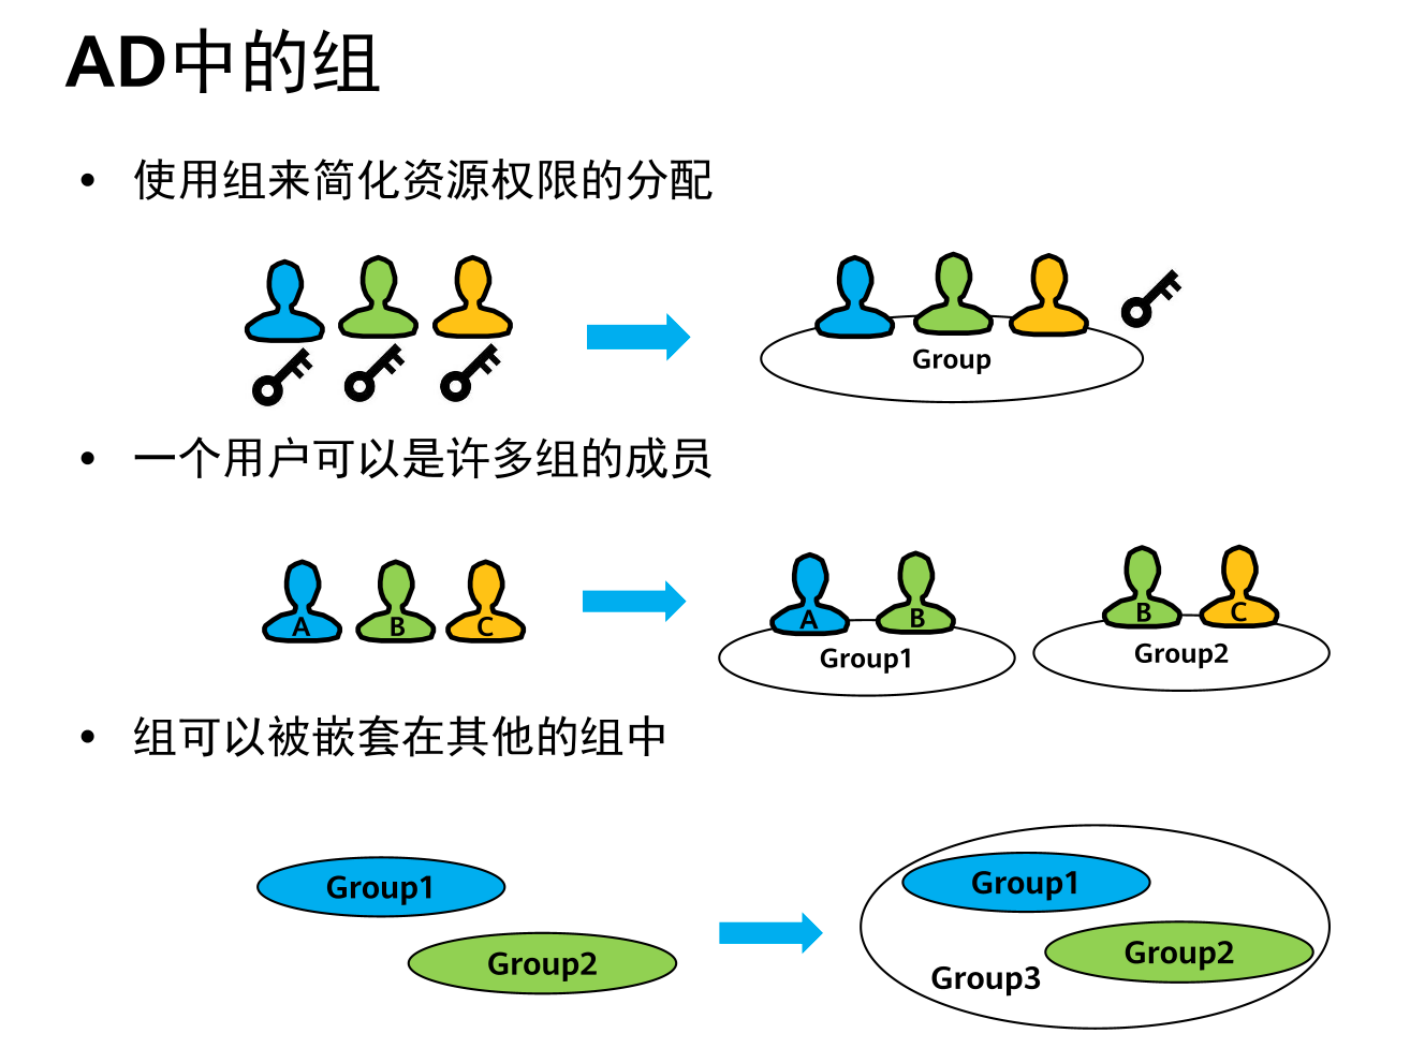 AD中的组
• 使用组来简化资源权限的分配
Group
• 一个用户可以是许多组的成员
A B C
A B
Group1
B C
Group2
• 组可以被嵌套在其他的组中
Group1
Group2
Group1
Group2
Group3